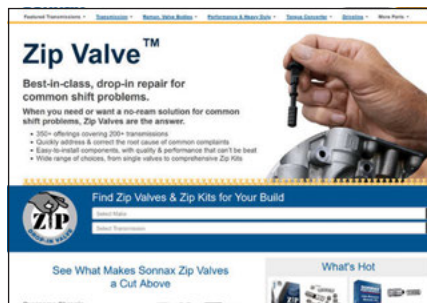 Featured Transmissions
Transmission
Reman. Valve Bodies
Performance & Heavy Duty
Torque Converter
Driveline
More Parts
Zip Valve™
Best-in-class, drop-in repair for
common shift problems.
When you need or want a no-ream solution for common
shift problems, Zip Valves are the answer.
• 350+ offerings covering 200+ transmissions
• Quickly address & correct the root cause of common complaints
• Easy-to-install components, with quality & performance that can't be beat
• Wide range of choices, from single valves to comprehensive Zip Kits
ZIP
DROP-IN VALVE
Find Zip Valves & Zip Kits for Your Build
Select Make
Select Transmission
See What Makes Sonnax Zip Valves
a Cut Above
What's Hot